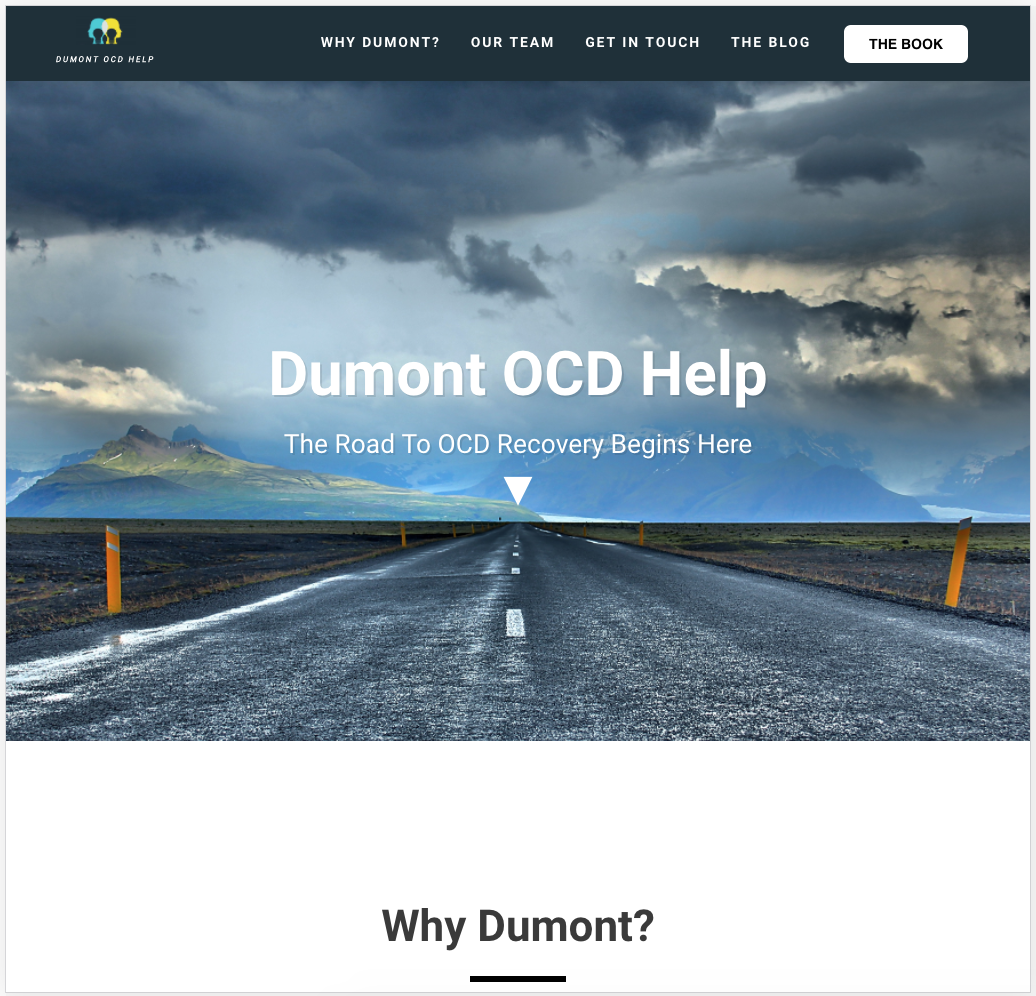 DUMONT OCD HELP
WHY DUMONT?
OUR TEAM
GET IN TOUCH
THE BLOG
THE BOOK
Dumont OCD Help
The Road To OCD Recovery Begins Here
Why Dumont?